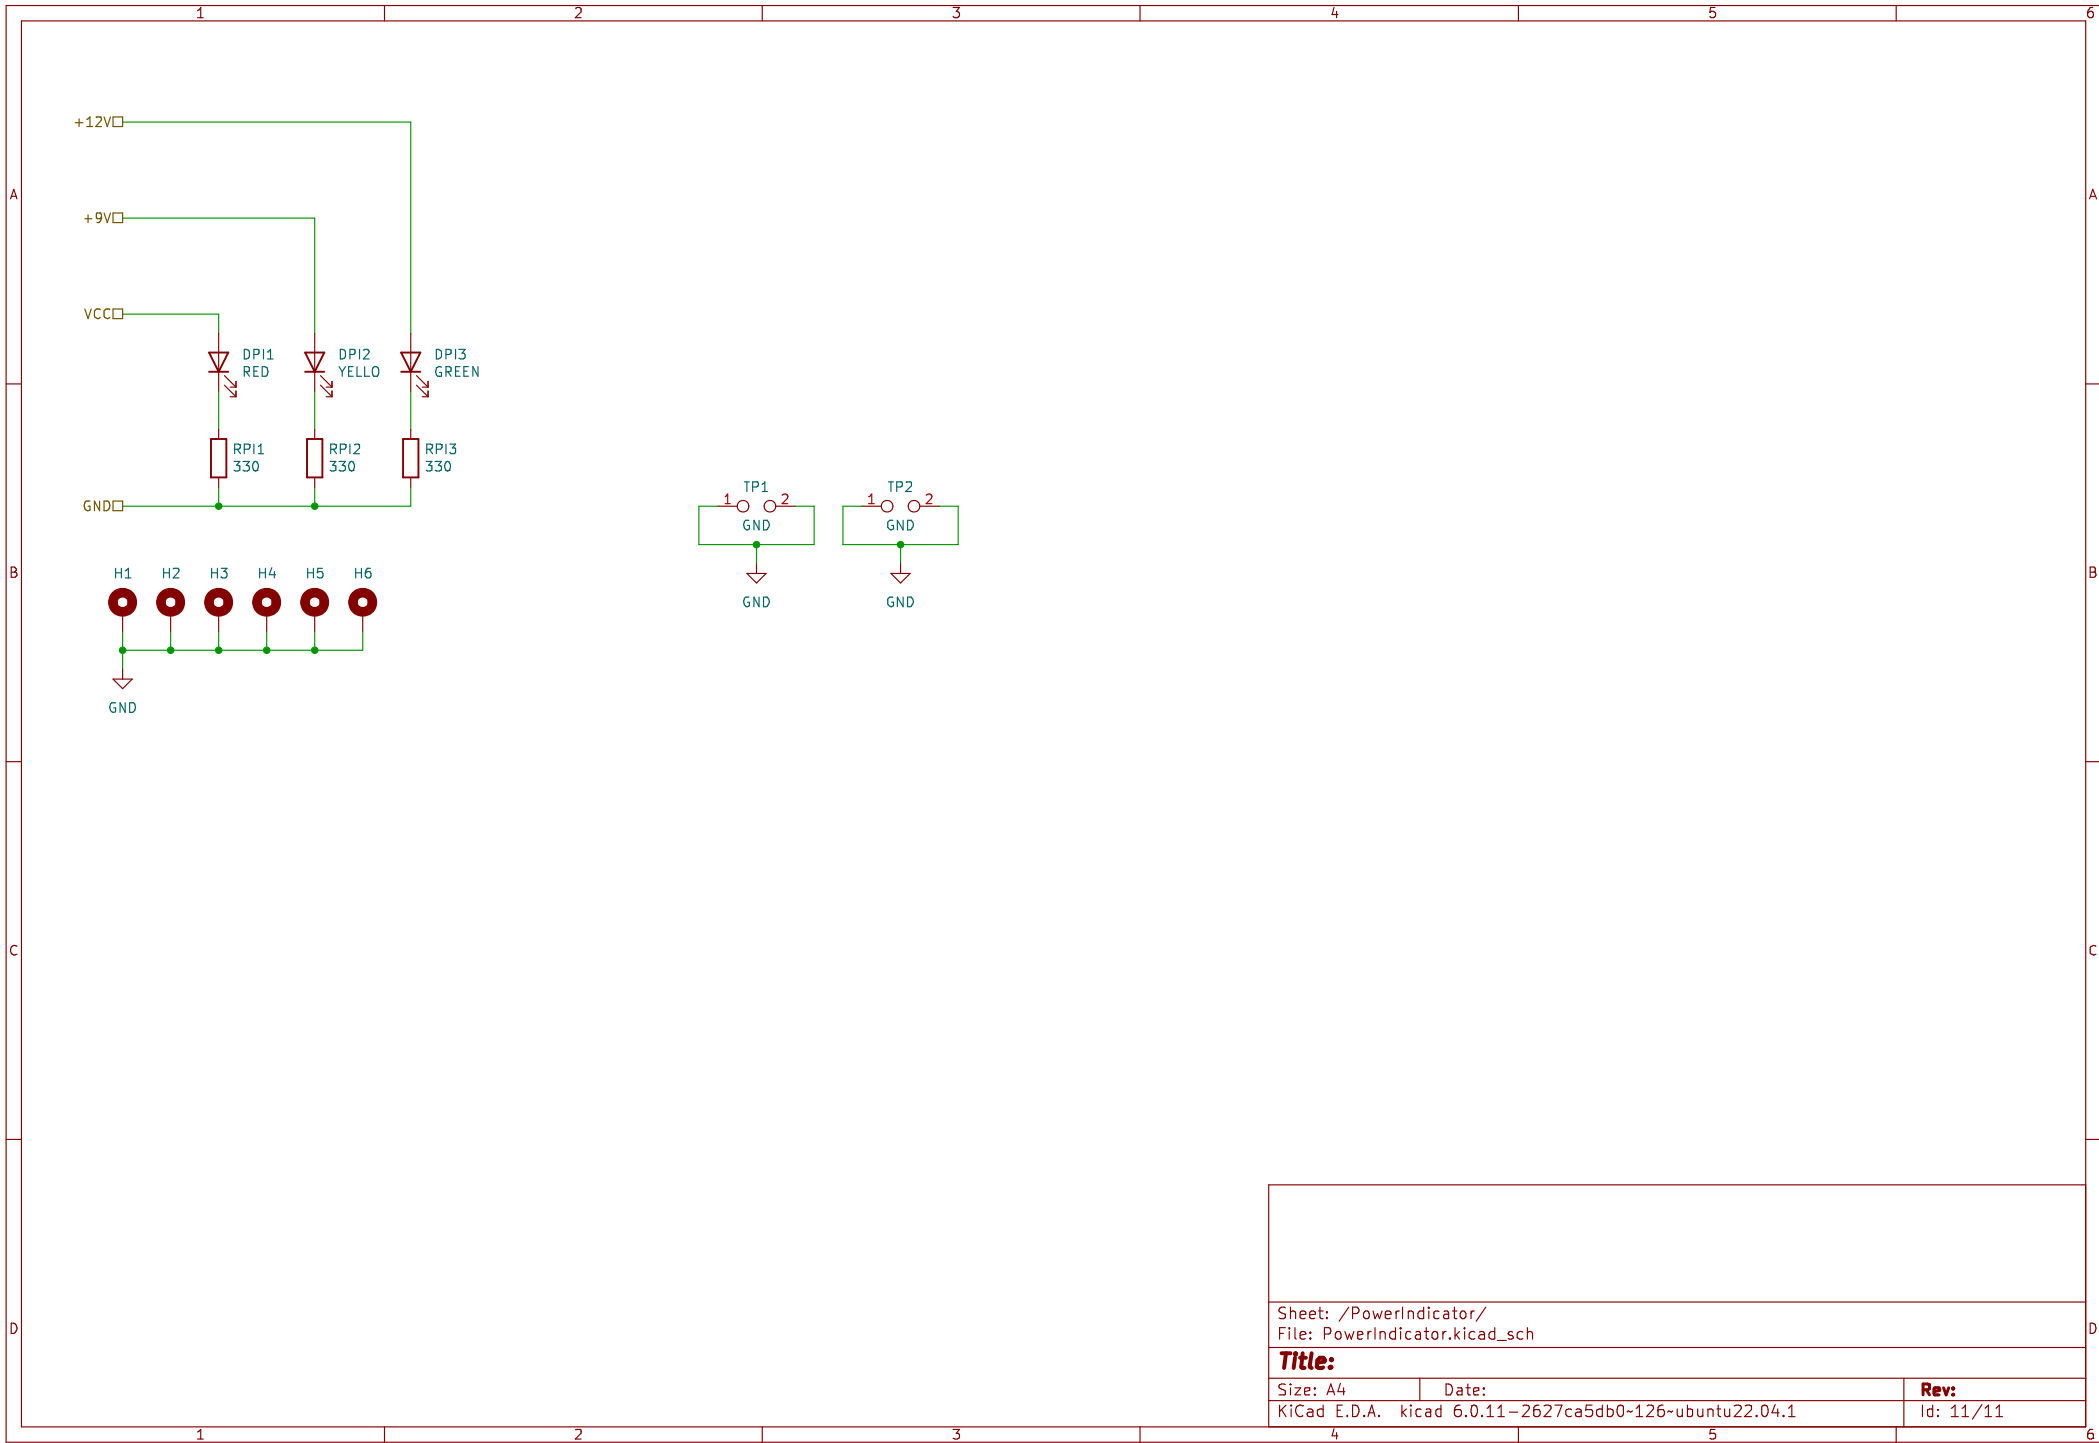 1 2 3 4 5 6
+12V
A A
+9V
VCC
DPI1 DPI2 DPI3
RED YELLO GREEN
RPI1 RPI2 RPI3
330 330 330
TP1 TP2
1 2 1 2
GND
GND GND
H1 H2 H3 H4 H5 H6
B B
GND GND
GND
C C
Sheet: /PowerIndicator/
File: PowerIndicator.kicad_sch
D D
Title:
Size: A4 Date: Rev:
KiCad E.D.A. kicad 6.0.11-2627ca5db0~126~ubuntu22.04.1 Id: 11/11
1 2 3 4 5 6